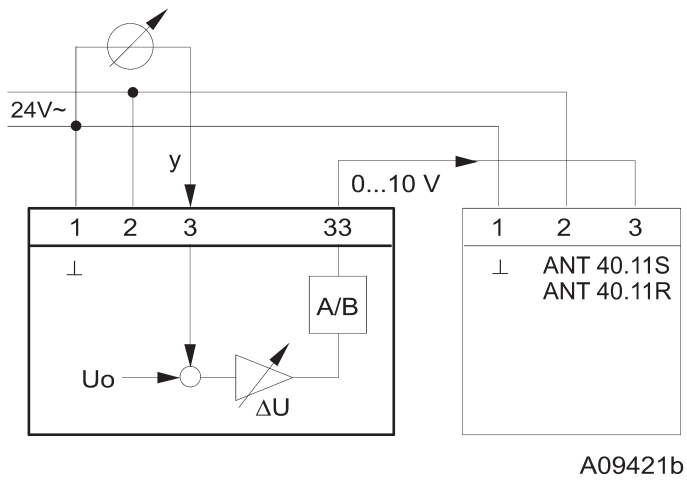 24V~
y
0...10 V
1 2 3 33
1 2 3
⊥
A/B
Uo
ΔU
⊥ ANT 40.11S
ANT 40.11R
A09421b